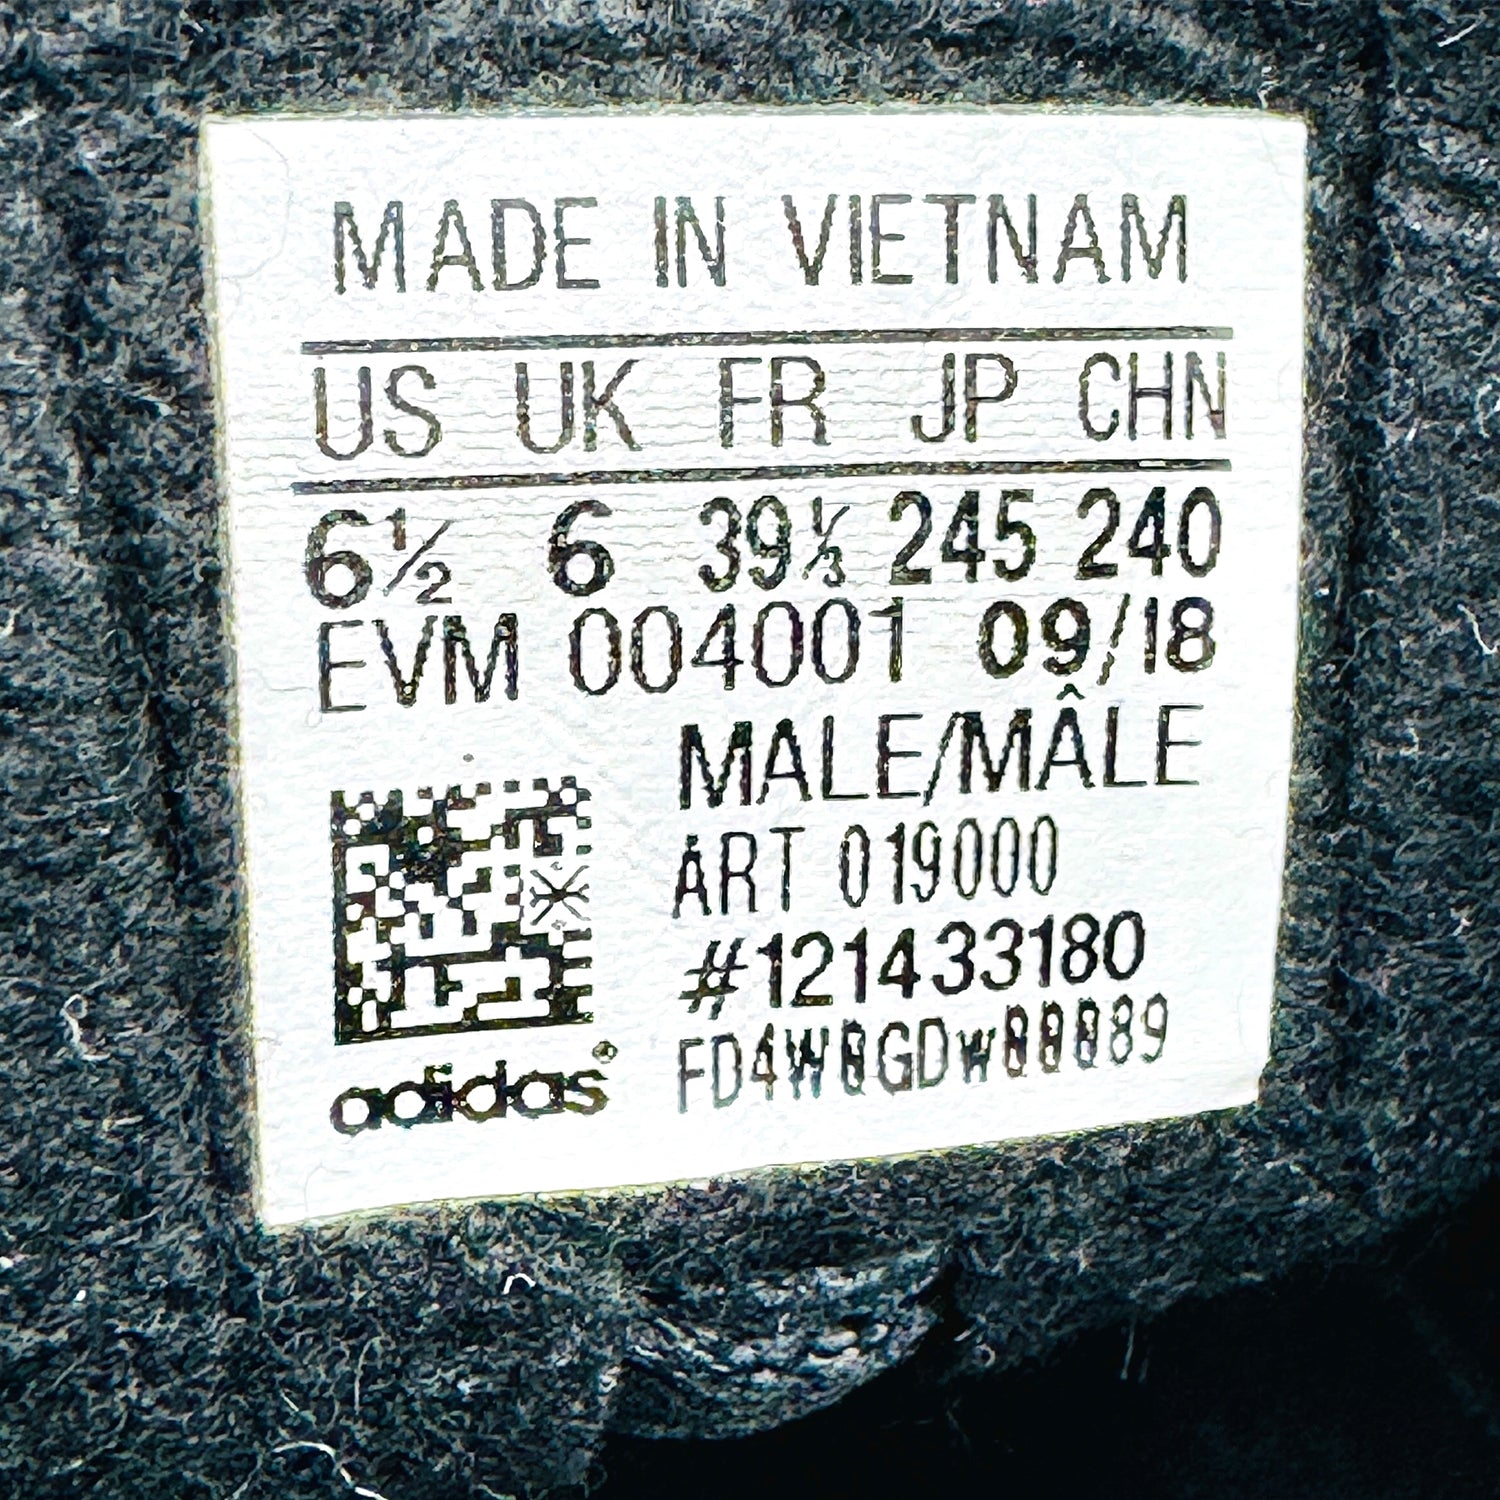 MADE IN VIETNAM
US UK FR JP CHN
6½ 6 39⅓ 245 240
EVM 004001 09/18
MALE/MÂLE
ART 019000
#121433180
adidas®